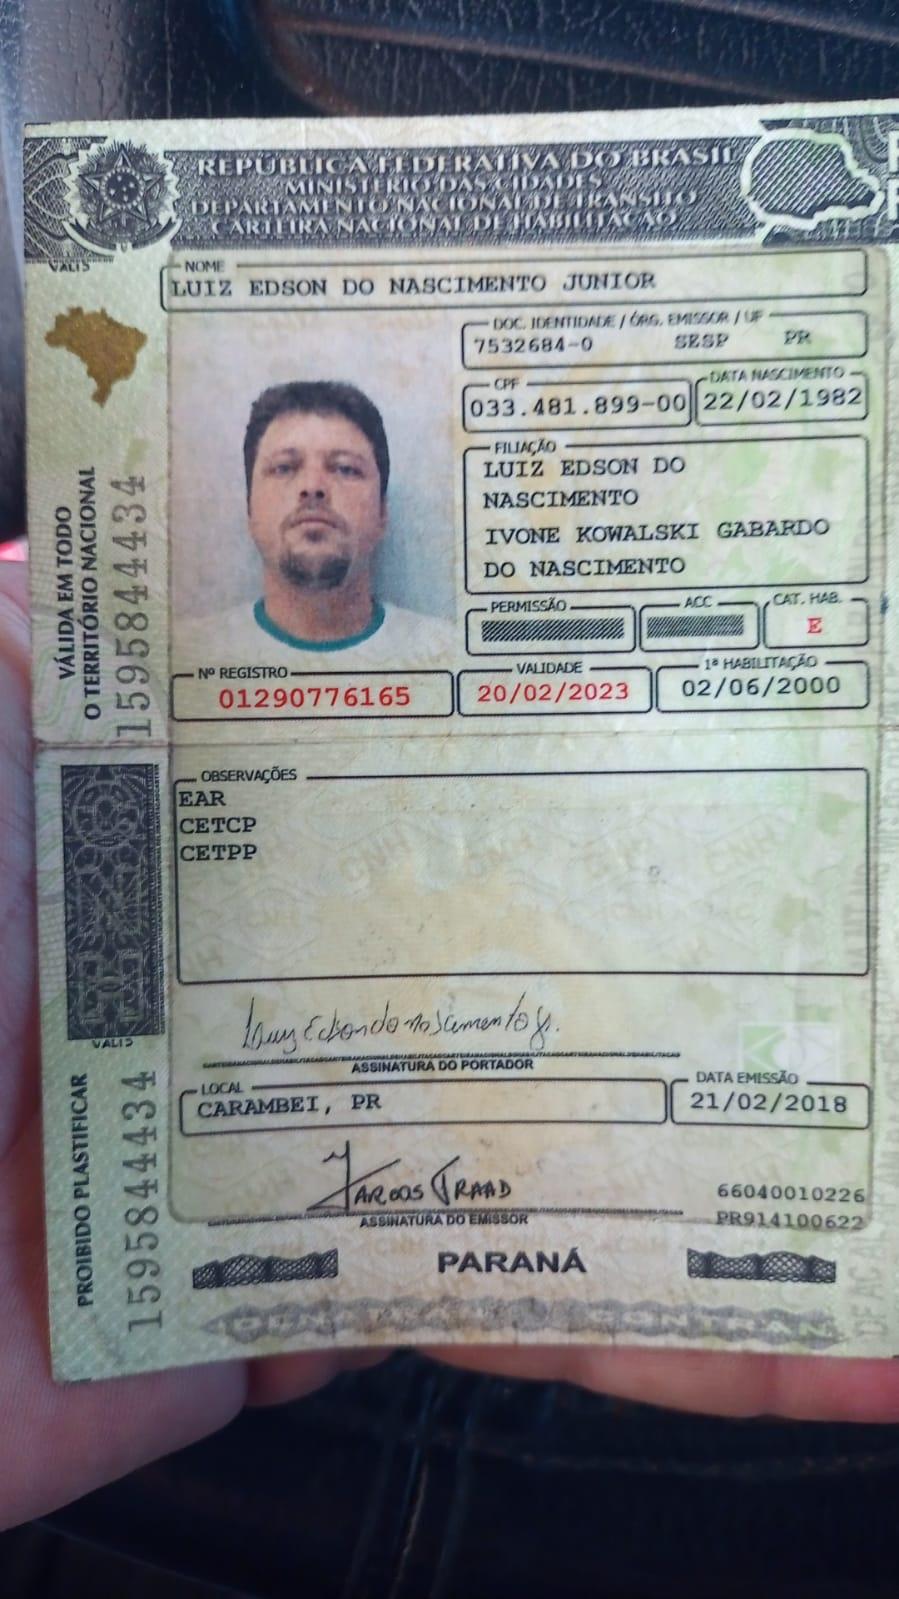 REPÚBLICA FEDERATIVA DO BRASIL
MINISTÉRIO DAS CIDADES
DEPARTAMENTO NACIONAL DE TRÂNSITO
CARTEIRA NACIONAL DE HABILITAÇÃO
VALIS
NOME
LUIZ EDSON DO NASCIMENTO JUNIOR
DOC. IDENTIDADE / ÓRG. EMISSOR / UF
7532684-0 SESP PR
CPF
033.481.899-00
DATA NASCIMENTO
22/02/1982
FILIAÇÃO
LUIZ EDSON DO
NASCIMENTO
IVONE KOWALSKI GABARDO
DO NASCIMENTO
PERMISSÃO
ACC
CAT. HAB.
E
Nº REGISTRO
01290776165
VALIDADE
20/02/2023
1ª HABILITAÇÃO
02/06/2000
VÁLIDA EM TODO
O TERRITÓRIO NACIONAL
1595844434
OBSERVAÇÕES
EAR
CETCP
CETPP
VALIS
Luiz Edson do nascimento Jr.
ASSINATURA DO PORTADOR
LOCAL
CARAMBEI, PR
DATA EMISSÃO
21/02/2018
Marcos Traad
ASSINATURA DO EMISSOR
66040010226
PR914100622
PROIBIDO PLASTIFICAR
1595844434
PARANÁ
DENATRAN CONTRAN